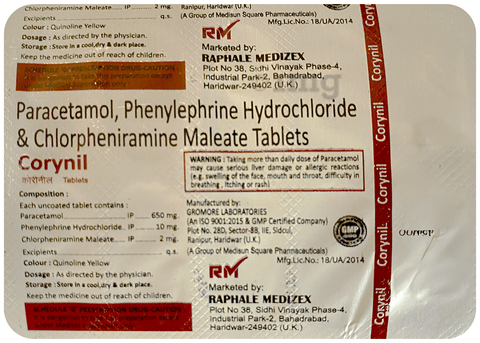 Chlorpheniramine Maleate ...... IP ...... 2 mg.
Excipients q.s.
Colour : Quinoline Yellow
Dosage : As directed by the physician.
Storage : Store in a cool, dry & dark place.
Keep the medicine out of reach of children.
Ranipur, Haridwar (U.K.)
(A Group of Medisun Square Pharmaceuticals)
Mfg.Lic.No.: 18/UA/2014
RM
Marketed by:
RAPHALE MEDIZEX
Plot No 38, Sidhi Vinayak Phase-4,
Industrial Park-2, Bahadrabad,
Haridwar-249402 (U.K.)
Paracetamol, Phenylephrine Hydrochloride
& Chlorpheniramine Maleate Tablets
Corynil
कोरीनील Tablets
WARNING : Taking more than daily dose of Paracetamol
may cause serious liver damage or allergic reactions
(e.g. swelling of the face, mouth and throat, difficulty in
breathing , itching or rash)
Composition :
Each uncoated tablet contains :
Paracetamol.................. IP ....... 650 mg.
Phenylephrine Hydrochloride.. IP ....... 10 mg.
Chlorpheniramine Maleate..... IP ....... 2 mg.
Excipients q.s.
Colour : Quinoline Yellow
Dosage : As directed by the physician.
Storage : Store in a cool, dry & dark place.
Keep the medicine out of reach of children.
Manufactured by:
GROMORE LABORATORIES
(An ISO 9001:2015 & GMP Certified Company)
Plot No. 28D, Sector-8B, IIE, Sidcul,
Ranipur, Haridwar (U.K.)
(A Group of Medisun Square Pharmaceuticals)
Mfg.Lic.No.: 18/UA/2014
GMP
RM
Marketed by:
RAPHALE MEDIZEX
Plot No 38, Sidhi Vinayak Phase-4,
Industrial Park-2, Bahadrabad,
Haridwar-249402 (U.K.)
Corynil
Corynil
Corynil
Corynil
Corynil
Corynil